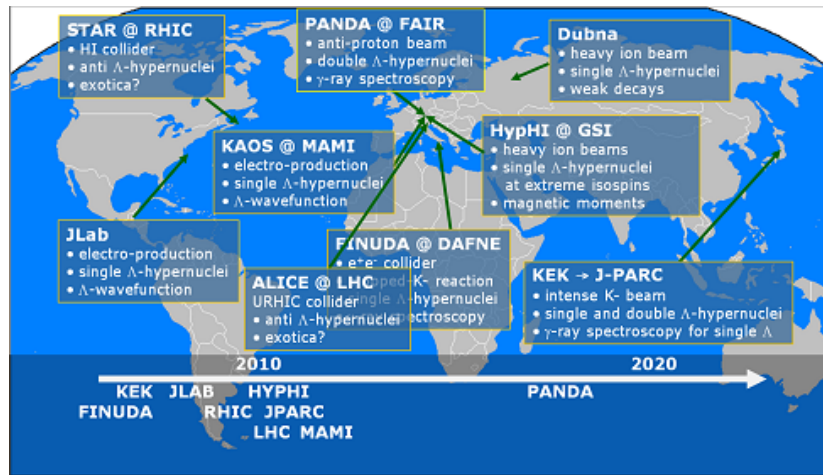 STAR @ RHIC
• HI collider
• anti Λ-hypernuclei
• exotica?
PANDA @ FAIR
• anti-proton beam
• double Λ-hypernuclei
• γ-ray spectroscopy
Dubna
• heavy ion beam
• single Λ-hypernuclei
• weak decays
KAOS @ MAMI
• electro-production
• single Λ-hypernuclei
• Λ-wavefunction
HypHI @ GSI
• heavy ion beams
• single Λ-hypernuclei
at extreme isospins
• magnetic moments
JLab
• electro-production
• single Λ-hypernuclei
• Λ-wavefunction
FINUDA @ DAFNE
• e⁺e⁻ collider
K- reaction
Λ-hypernuclei
spectroscopy
ALICE @ LHC
URHIC collider
• anti Λ-hypernuclei
• exotica?
KEK → J-PARC
• intense K- beam
• single and double Λ-hypernuclei
• γ-ray spectroscopy for single Λ
2010 2020
KEK JLAB HYPHI PANDA
FINUDA RHIC JPARC
LHC MAMI